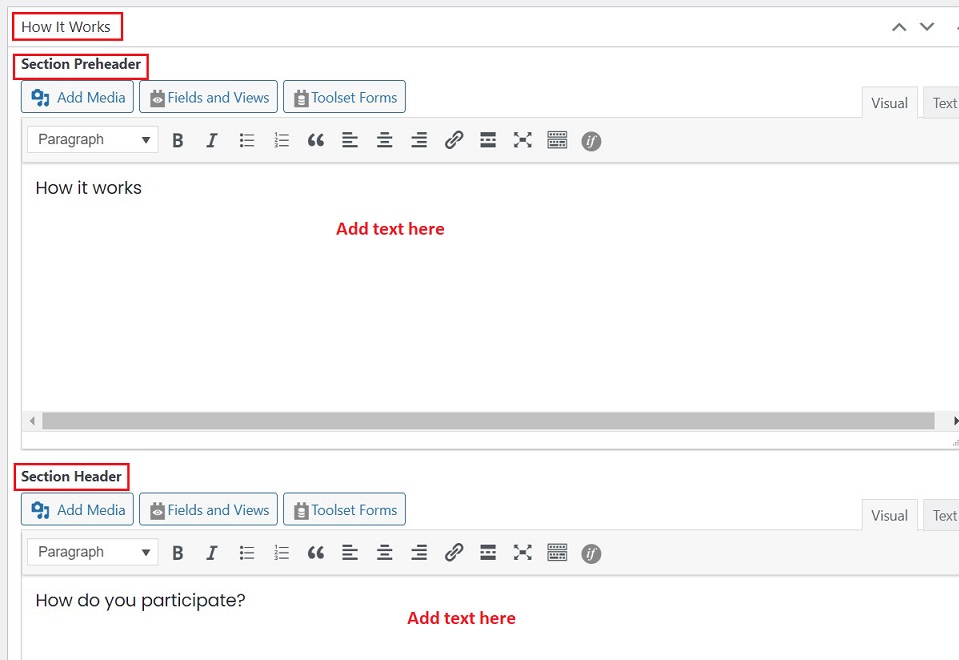 How It Works
Section Preheader
Add Media Fields and Views Toolset Forms
Visual Text
Paragraph B I if
How it works
Add text here
Section Header
Add Media Fields and Views Toolset Forms
Visual Text
Paragraph B I if
How do you participate?
Add text here